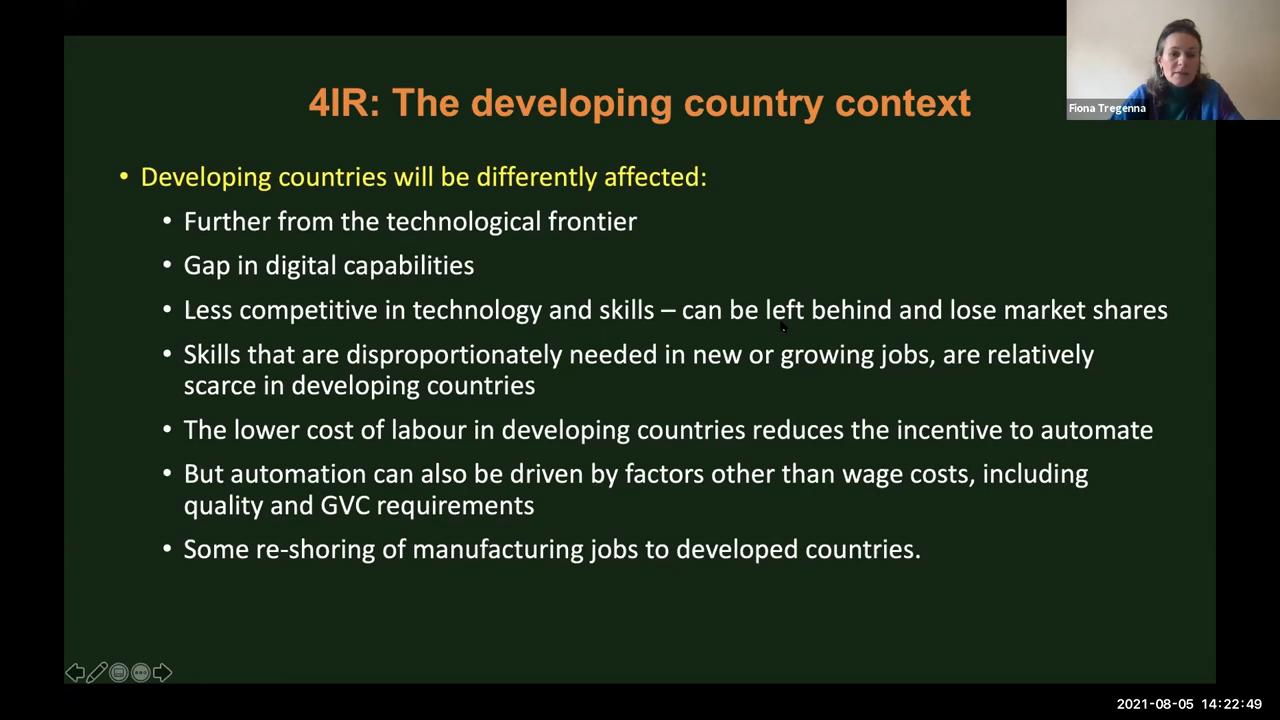 4IR: The developing country context
Fiona Tregenna
• Developing countries will be differently affected:
• Further from the technological frontier
• Gap in digital capabilities
• Less competitive in technology and skills – can be left behind and lose market shares
• Skills that are disproportionately needed in new or growing jobs, are relatively
scarce in developing countries
• The lower cost of labour in developing countries reduces the incentive to automate
• But automation can also be driven by factors other than wage costs, including
quality and GVC requirements
• Some re-shoring of manufacturing jobs to developed countries.
2021-08-05 14:22:49